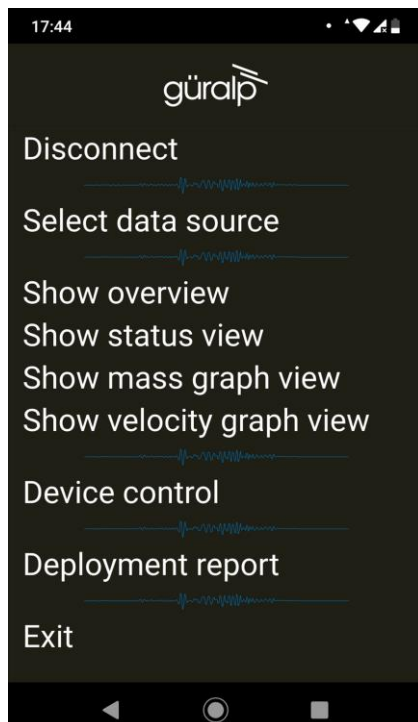 17:44
güralp
Disconnect
Select data source
Show overview
Show status view
Show mass graph view
Show velocity graph view
Device control
Deployment report
Exit